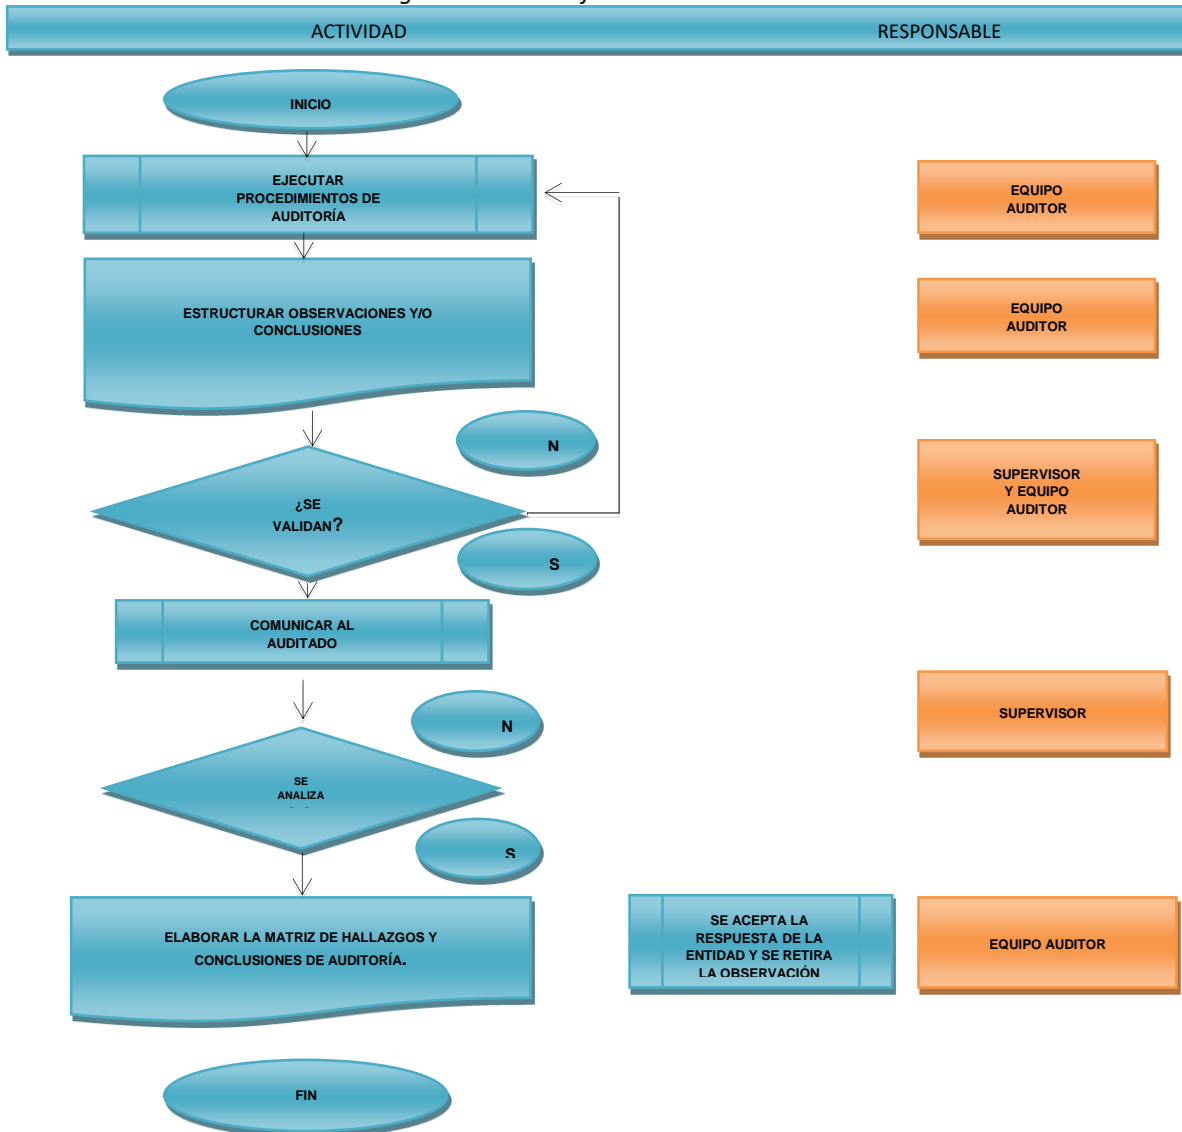 ACTIVIDAD
RESPONSABLE
INICIO
EJECUTAR
PROCEDIMIENTOS DE
AUDITORÍA
EQUIPO
AUDITOR
ESTRUCTURAR OBSERVACIONES Y/O
CONCLUSIONES
EQUIPO
AUDITOR
N
¿SE
VALIDAN?
SUPERVISOR
Y EQUIPO
AUDITOR
S
COMUNICAR AL
AUDITADO
SUPERVISOR
N
SE
ANALIZA
S
ELABORAR LA MATRIZ DE HALLAZGOS Y
CONCLUSIONES DE AUDITORÍA.
SE ACEPTA LA
RESPUESTA DE LA
ENTIDAD Y SE RETIRA
LA OBSERVACIÓN
EQUIPO AUDITOR
FIN